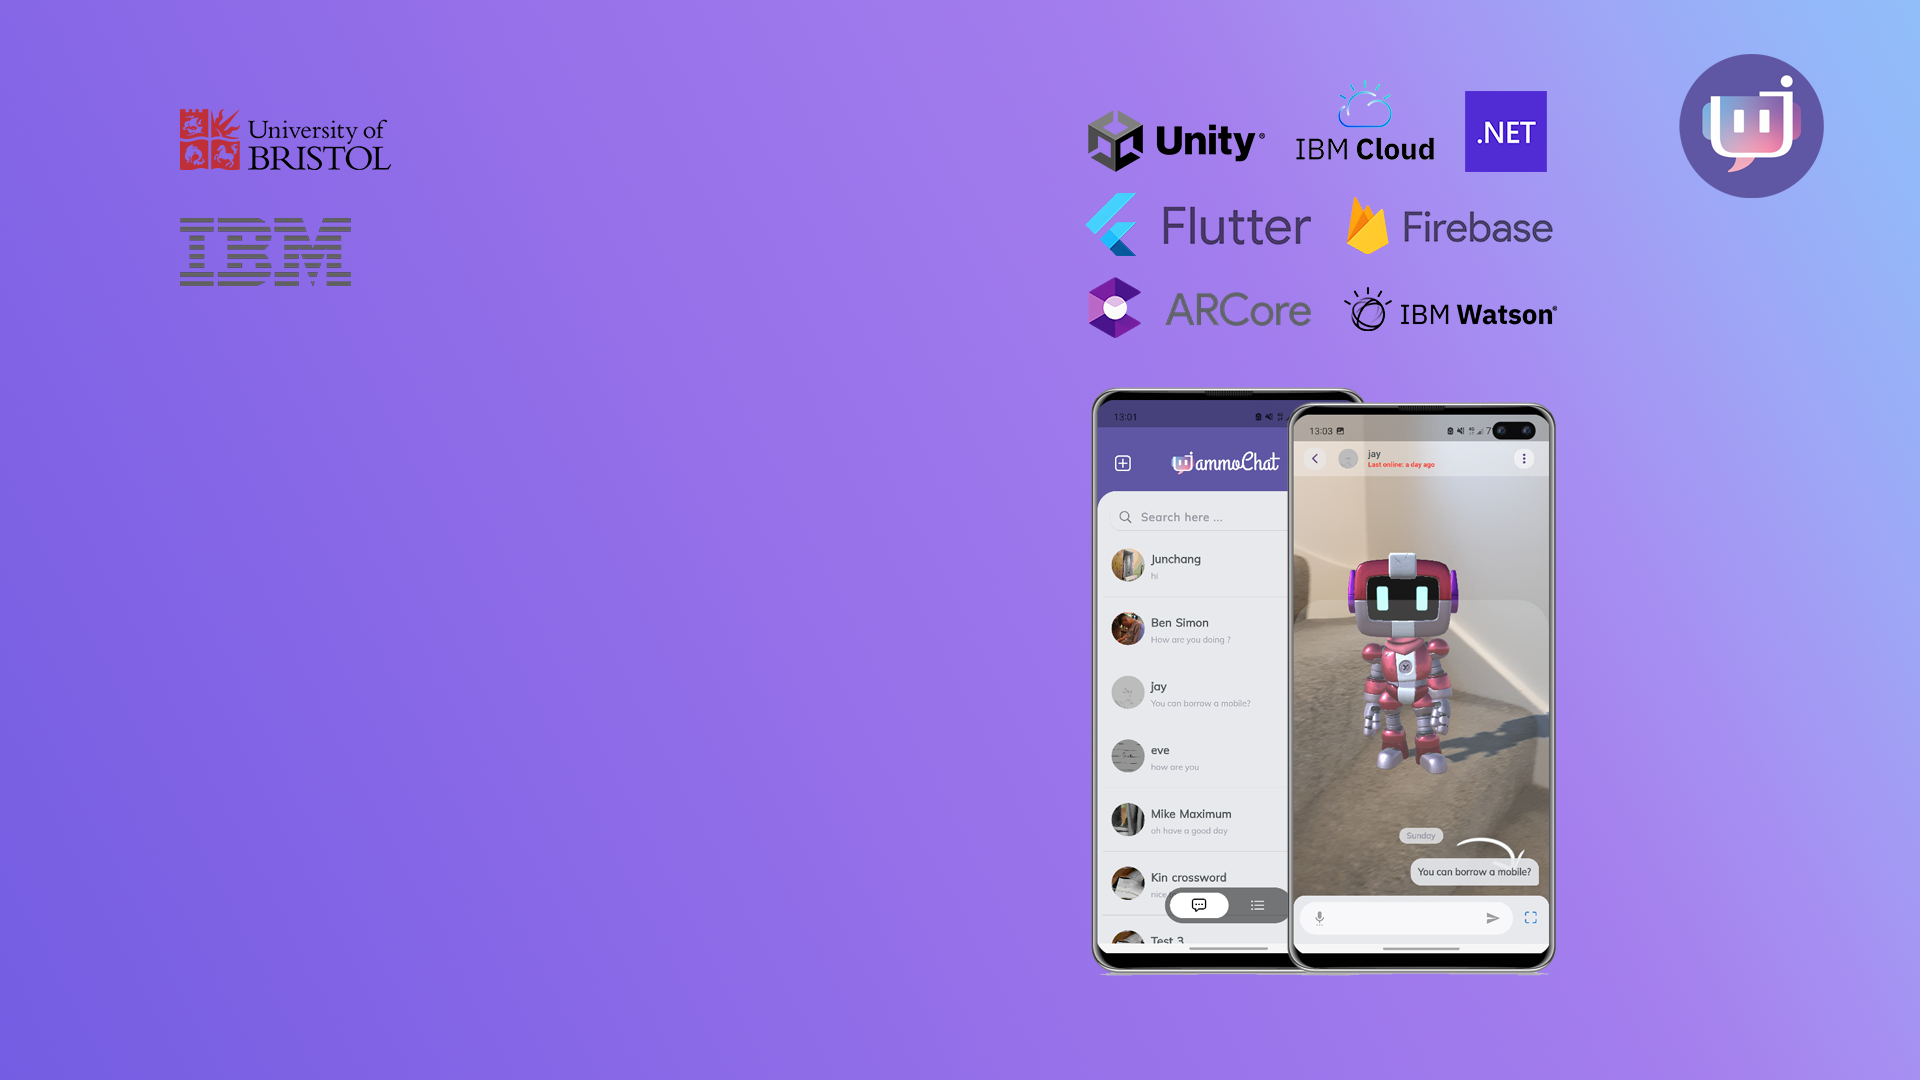 University of
BRISTOL
IBM
Unity
IBM Cloud
.NET
Flutter
Firebase
ARCore
IBM Watson
13:01
ammoChat
Search here ...
Junchang
hi
Ben Simon
How are you doing ?
jay
You can borrow a mobile?
eve
how are you
Mike Maximum
oh have a good day
Kin crossword
nice
Test 3
13:03
jay
Last online: a day ago
Sunday
You can borrow a mobile?